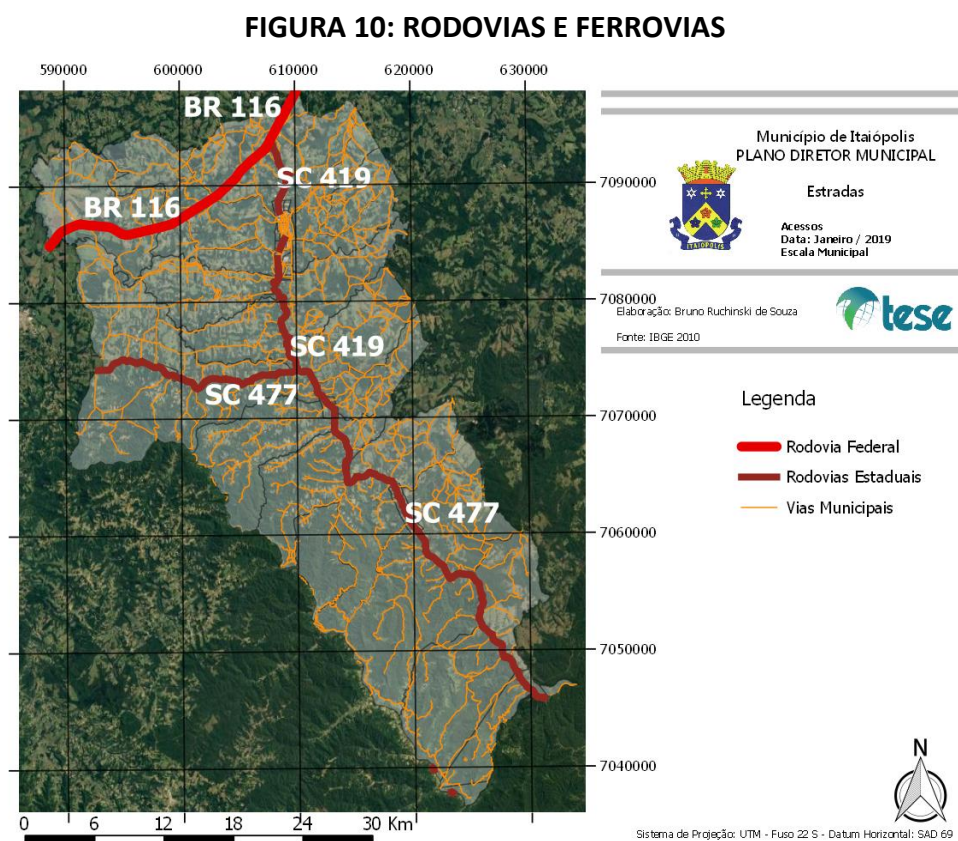 FIGURA 10: RODOVIAS E FERROVIAS
590000 600000 610000 620000 630000
BR 116
SC 419
BR 116
SC 419
SC 477
SC 477
7090000
7080000
7070000
7060000
7050000
7040000
0 6 12 18 24 30 Km
Município de Itaiópolis
PLANO DIRETOR MUNICIPAL
Estradas
ITAIÓPOLIS
Acessos
Data: Janeiro / 2019
Escala Municipal
Elaboração: Bruno Ruchinski de Souza
tese
Fonte: IBGE 2010
Legenda
Rodovia Federal
Rodovias Estaduais
Vias Municipais
N
Sistema de Projeção: UTM - Fuso 22 S - Datum Horizontal: SAD 69